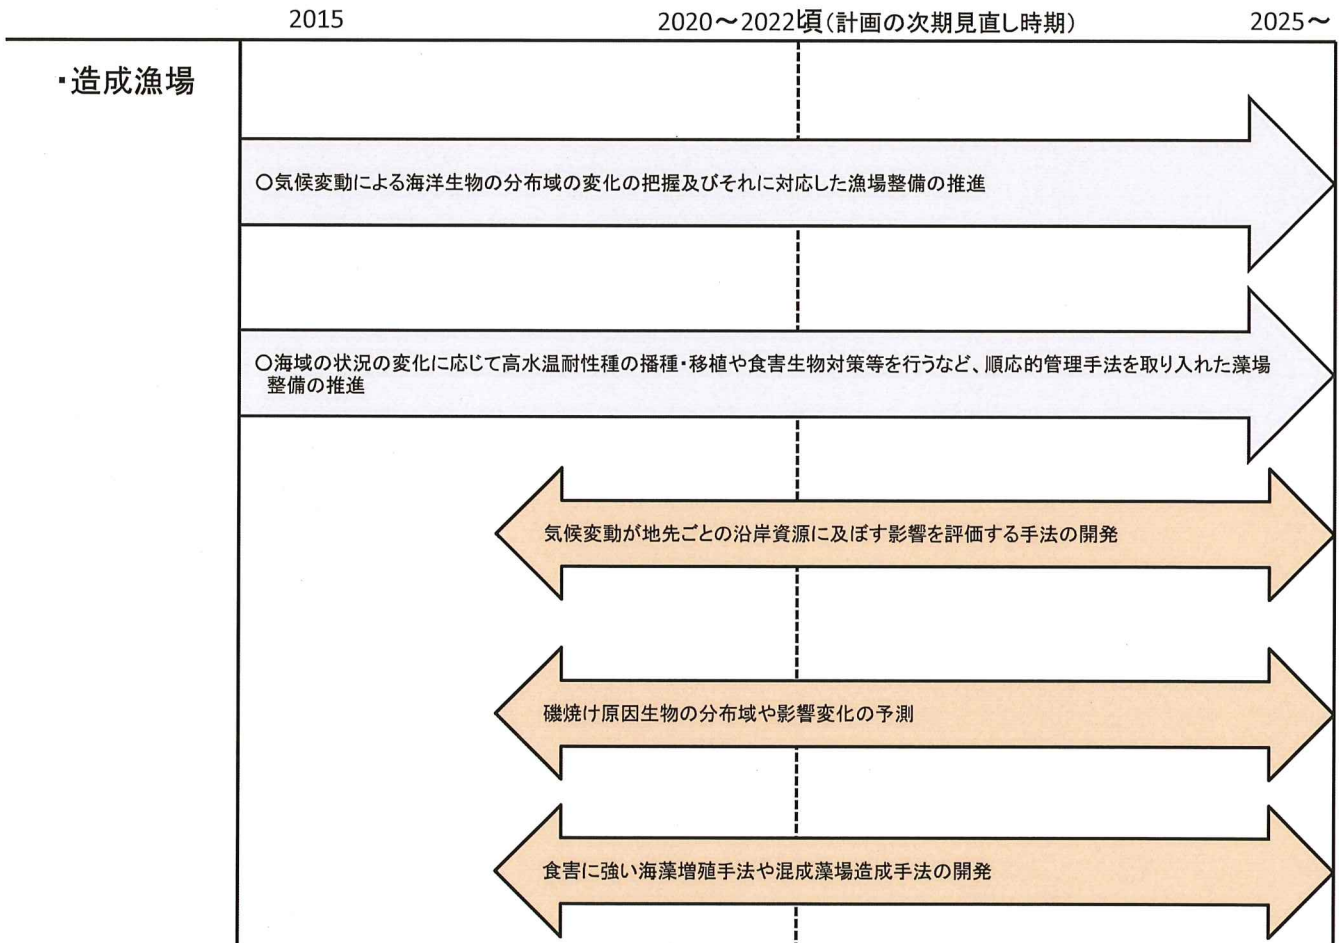 2015
2020～2022頃(計画の次期見直し時期)
2025～
・造成漁場
○気候変動による海洋生物の分布域の変化の把握及びそれに対応した漁場整備の推進
○海域の状況の変化に応じて高水温耐性種の播種・移植や食害生物対策等を行うなど、順応的管理手法を取り入れた藻場
整備の推進
気候変動が地先ごとの沿岸資源に及ぼす影響を評価する手法の開発
磯焼け原因生物の分布域や影響変化の予測
食害に強い海藻増殖手法や混成藻場造成手法の開発